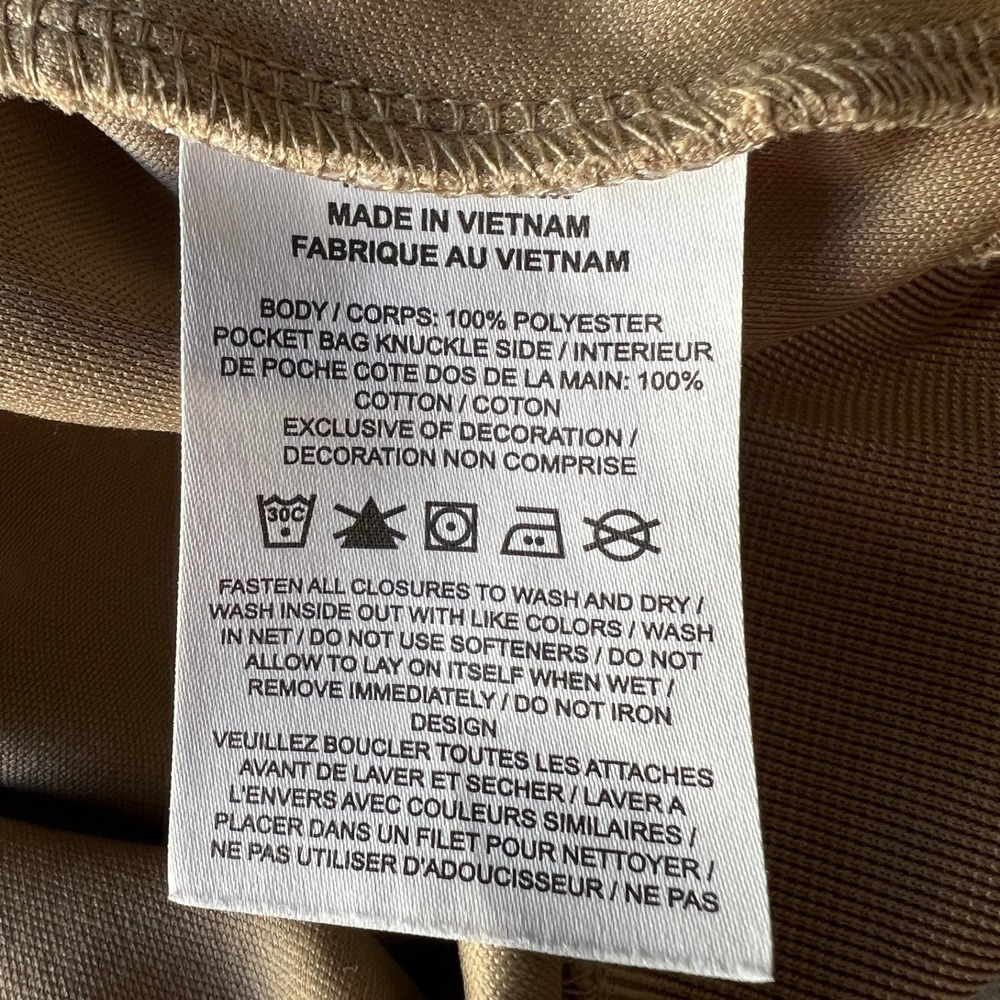 MADE IN VIETNAM
FABRIQUE AU VIETNAM
BODY / CORPS: 100% POLYESTER
POCKET BAG KNUCKLE SIDE / INTERIEUR
DE POCHE COTE DOS DE LA MAIN: 100%
COTTON / COTON
EXCLUSIVE OF DECORATION /
DECORATION NON COMPRISE
30C
FASTEN ALL CLOSURES TO WASH AND DRY /
WASH INSIDE OUT WITH LIKE COLORS / WASH
IN NET / DO NOT USE SOFTENERS / DO NOT
ALLOW TO LAY ON ITSELF WHEN WET /
REMOVE IMMEDIATELY / DO NOT IRON
DESIGN
VEUILLEZ BOUCLER TOUTES LES ATTACHES
AVANT DE LAVER ET SECHER / LAVER A
L'ENVERS AVEC COULEURS SIMILAIRES /
PLACER DANS UN FILET POUR NETTOYER /
NE PAS UTILISER D'ADOUCISSEUR / NE PAS